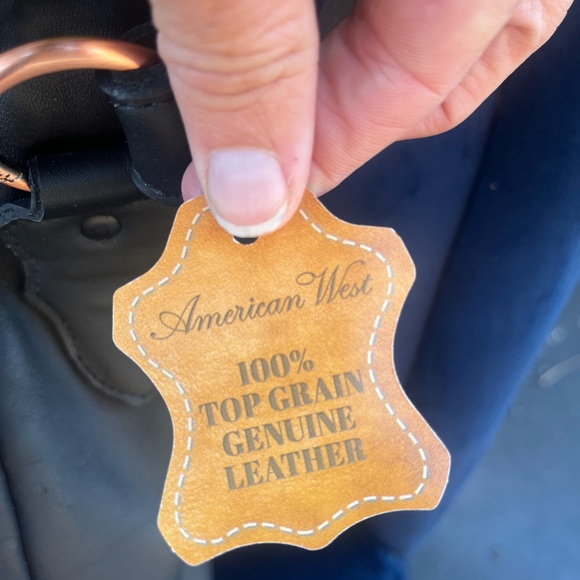 American West
100%
TOP GRAIN
GENUINE
LEATHER